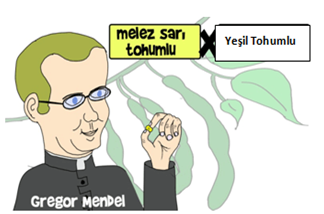 melez sarı
tohumlu
X
Yeşil Tohumlu
Gregor Mendel